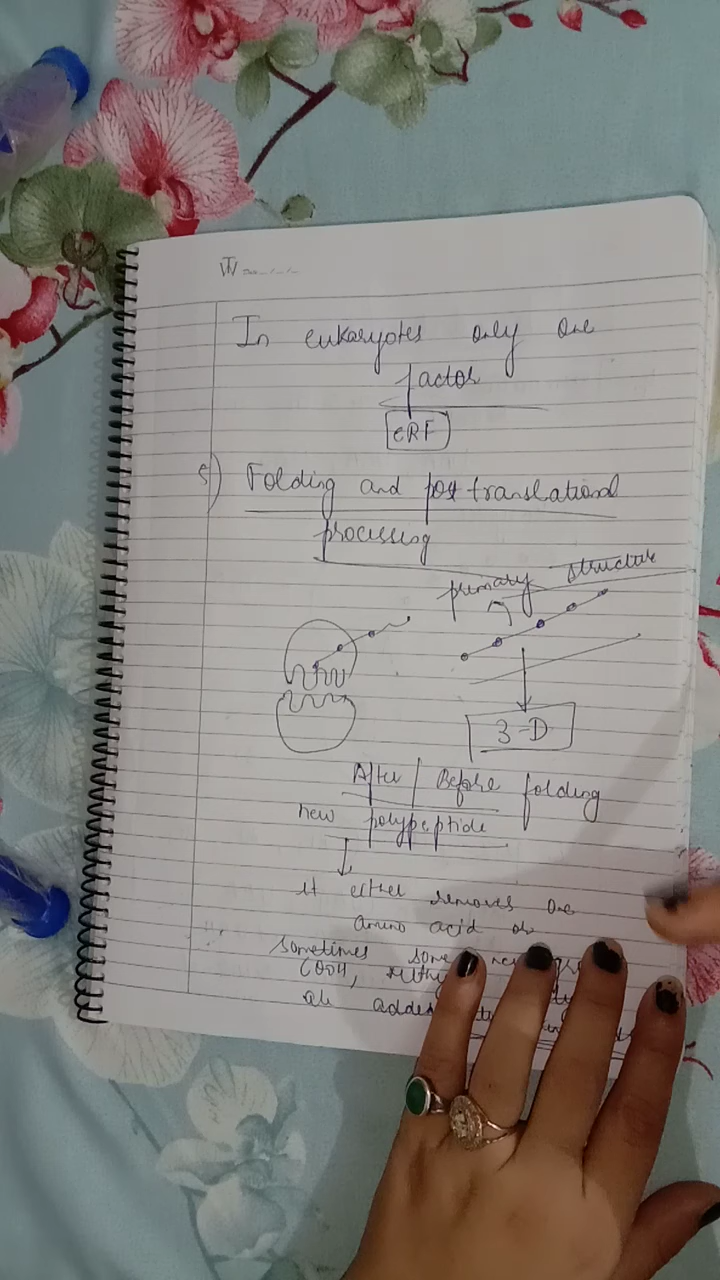 In eukaryotes only one
factor
eRF
5) Folding and post translational
processing
primary structure
3-D
After / Before folding
new polypeptide
it either removes one
amino acid or
sometimes some new
COOH,
are added